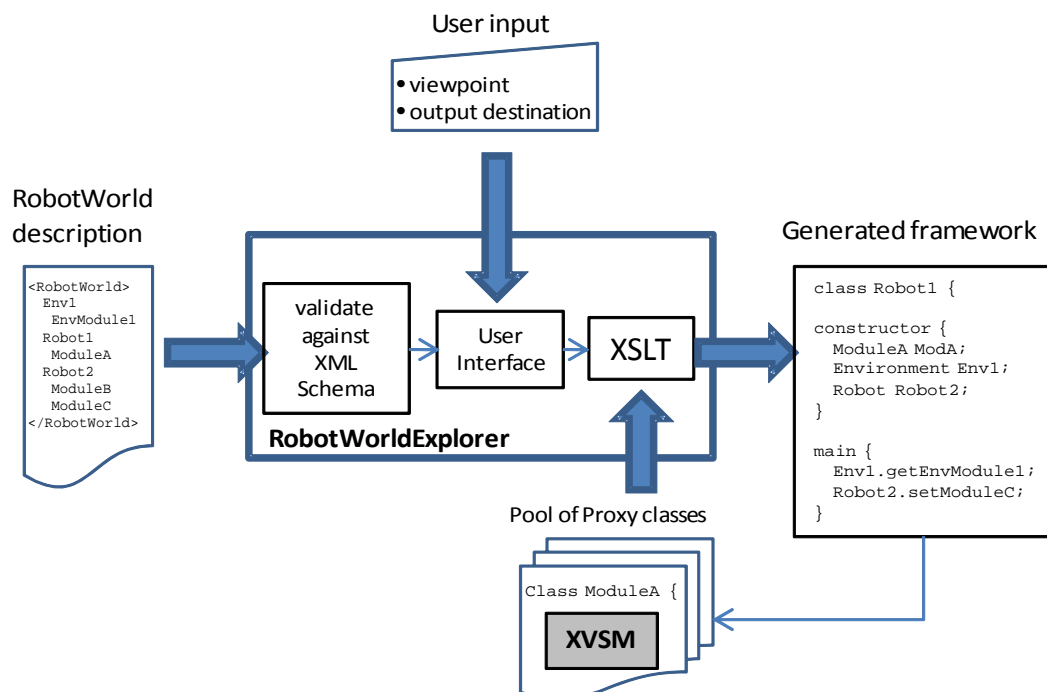 User input
• viewpoint
• output destination
RobotWorld
description
<RobotWorld>
Env1
EnvModule1
Robot1
ModuleA
Robot2
ModuleB
ModuleC
</RobotWorld>
validate
against
XML
Schema
User
Interface
XSLT
RobotWorldExplorer
Generated framework
class Robot1 {
constructor {
ModuleA ModA;
Environment Env1;
Robot Robot2;
}
main {
Env1.getEnvModule1;
Robot2.setModuleC;
}
Pool of Proxy classes
Class ModuleA {
XVSM